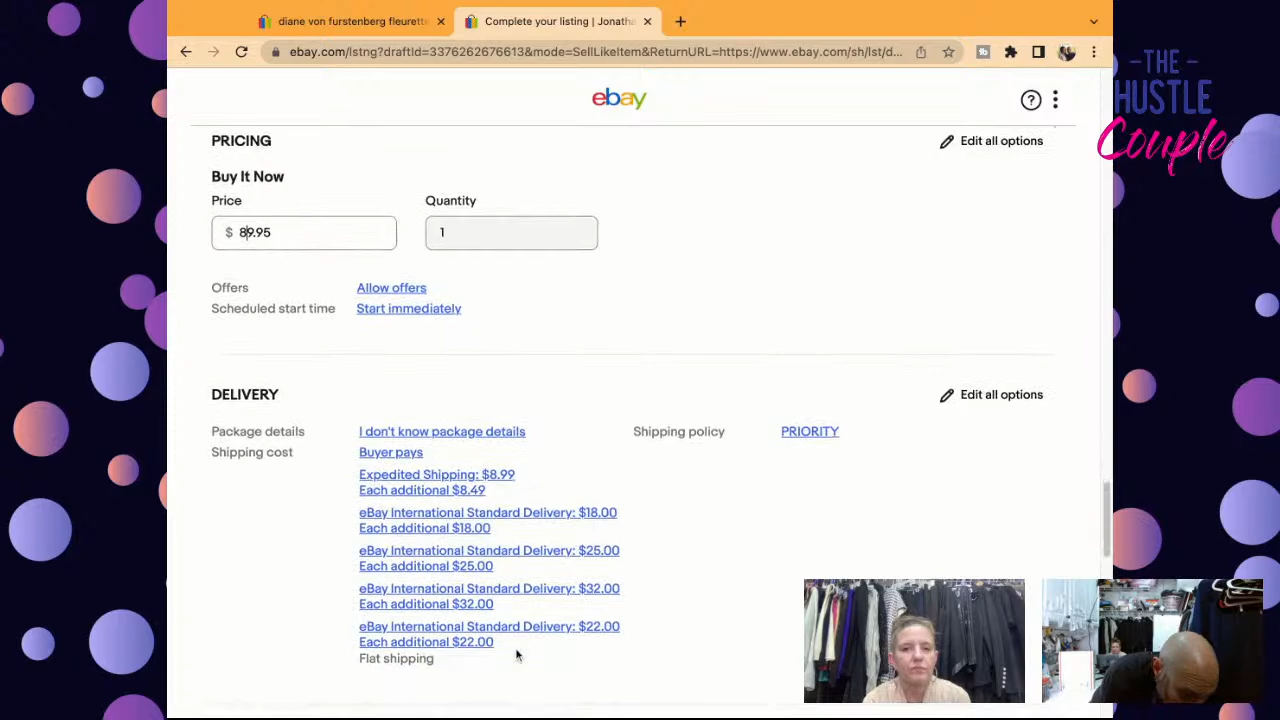 diane von furstenberg fleurette
Complete your listing | Jonatha
ebay.com/lstng?draftId=3376262676613&mode=SellLikeItem&ReturnURL=https://www.ebay.com/sh/lst/d...
THE
HUSTLE
Couple
ebay
PRICING
Edit all options
Buy It Now
Price
Quantity
$ 89.95
1
Offers
Allow offers
Scheduled start time
Start immediately
DELIVERY
Edit all options
Package details
I don't know package details
Shipping policy
PRIORITY
Shipping cost
Buyer pays
Expedited Shipping: $8.99
Each additional $8.49
eBay International Standard Delivery: $18.00
Each additional $18.00
eBay International Standard Delivery: $25.00
Each additional $25.00
eBay International Standard Delivery: $32.00
Each additional $32.00
eBay International Standard Delivery: $22.00
Each additional $22.00
Flat shipping